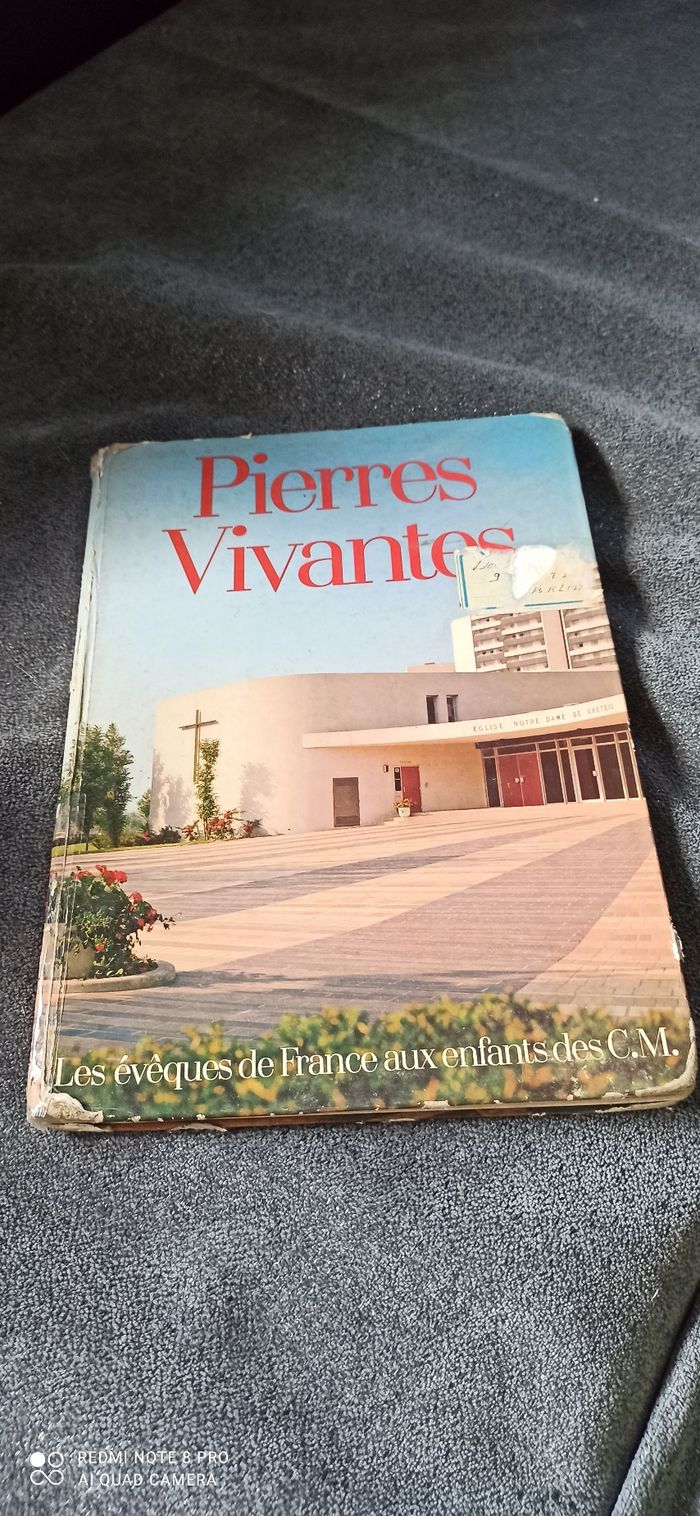 Pierres
Vivantes
9
EGLISE NOTRE DAME DE CRETEIL
Les évêques de France aux enfants des C.M.
REDMI NOTE 8 PRO
AI QUAD CAMERA